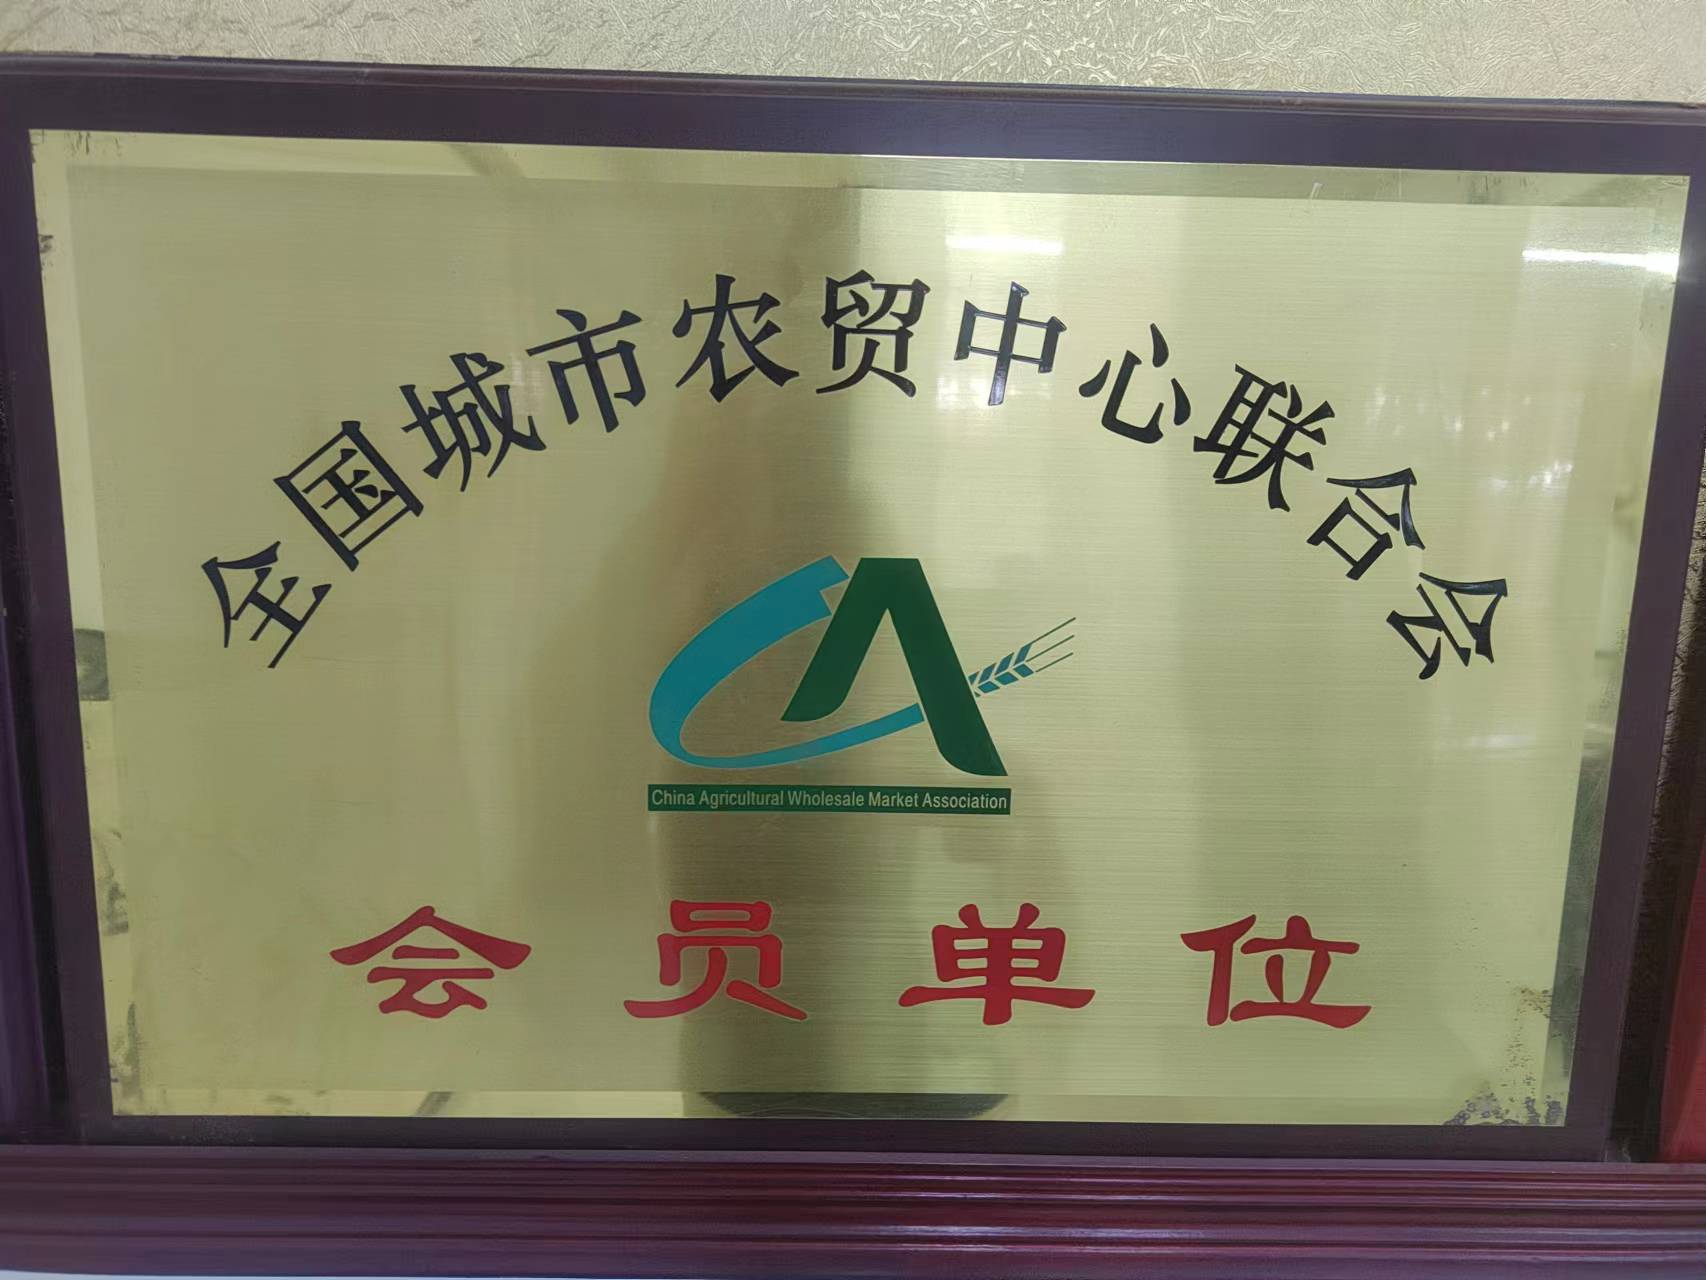 全国城市农贸中心联合会
CA
China Agricultural Wholesale Market Association
会员单位